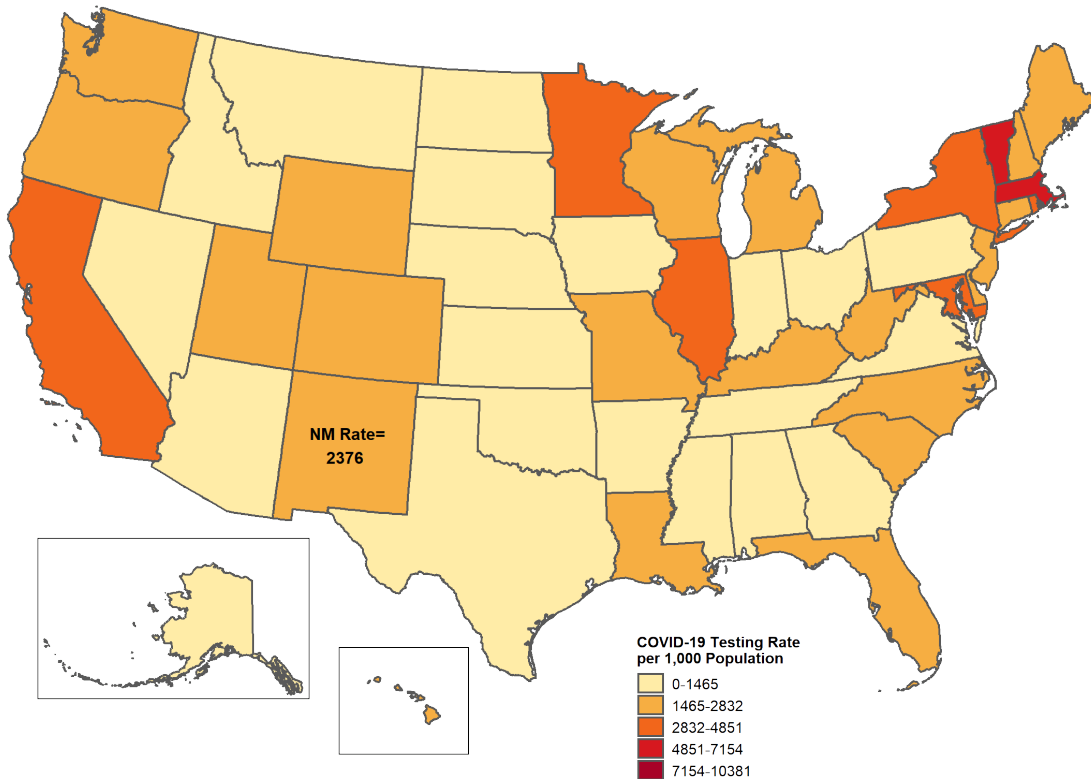 NM Rate=
2376
COVID-19 Testing Rate
per 1,000 Population
0-1465
1465-2832
2832-4851
4851-7154
7154-10381